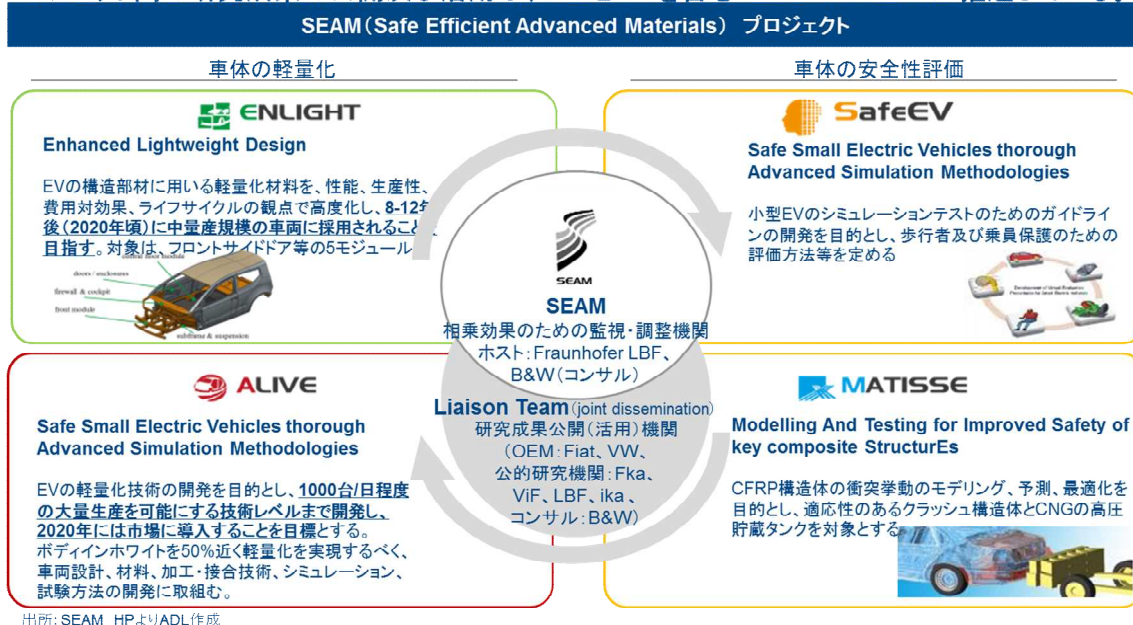 SEAM(Safe Efficient Advanced Materials) プロジェクト
車体の軽量化
車体の安全性評価
ENLIGHT
Enhanced Lightweight Design
EVの構造部材に用いる軽量化材料を、性能、生産性、
費用対効果、ライフサイクルの観点で高度化し、8-12年
後(2020年頃)に中量産規模の車両に採用されること
目指す。対象は、フロントサイドドア等の5モジュール
central floor module
doors / enclosures
firewall & cockpit
front module
subframe & suspension
SafeEV
Safe Small Electric Vehicles thorough
Advanced Simulation Methodologies
小型EVのシミュレーションテストのためのガイドライ
ンの開発を目的とし、歩行者及び乗員保護のための
評価方法等を定める
SEAM
SEAM
相乗効果のための監視・調整機関
ホスト:Fraunhofer LBF、
B&W(コンサル)
Liaison Team(joint dissemination)
研究成果公開(活用)機関
(OEM:Fiat、VW、
公的研究機関:Fka、
ViF、LBF、ika、
コンサル:B&W)
ALIVE
Safe Small Electric Vehicles thorough
Advanced Simulation Methodologies
EVの軽量化技術の開発を目的とし、1000台/日程度
の大量生産を可能にする技術レベルまで開発し、
2020年には市場に導入することを目標とする。
ボディインホワイトを50%近く軽量化を実現するべく、
車両設計、材料、加工・接合技術、シミュレーション、
試験方法の開発に取組む。
MATISSE
Modelling And Testing for Improved Safety of
key composite StructurEs
CFRP構造体の衝突挙動のモデリング、予測、最適化を
目的とし、適応性のあるクラッシュ構造体とCNGの高圧
貯蔵タンクを対象とする
出所:SEAM HPよりADL作成